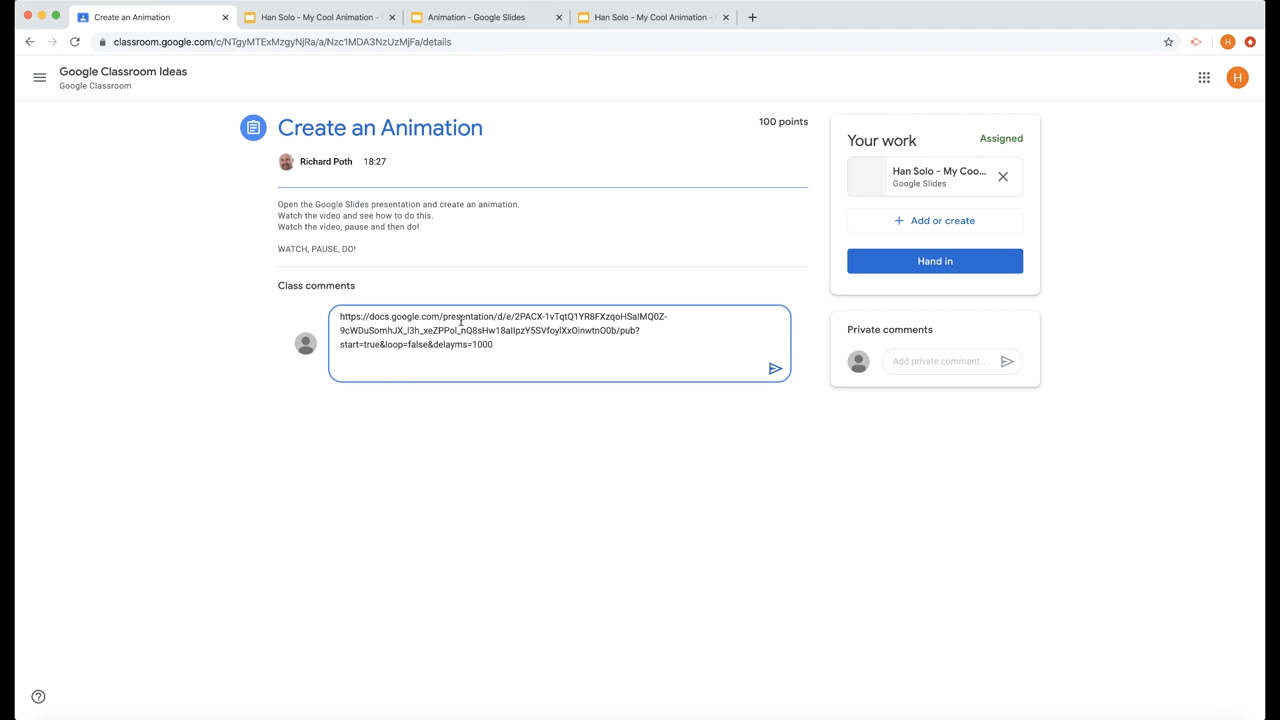 Create an Animation
Han Solo - My Cool Animation -
Animation - Google Slides
Han Solo - My Cool Animation -
classroom.google.com/c/NTgyMTExMzgyNjRa/a/Nzc1MDA3NzUzMjFa/details
H
Google Classroom Ideas
Google Classroom
H
Create an Animation
100 points
Richard Poth 18:27
Open the Google Slides presentation and create an animation.
Watch the video and see how to do this.
Watch the video, pause and then do!
WATCH, PAUSE, DO!
Class comments
https://docs.google.com/presentation/d/e/2PACX-1vTqtQ1YR8FXzqoHSaIMQ0Z-
9cWDuSomhJX_l3h_xeZPPol_nQ8sHw18aIlpzY5SVfoylXxOinwtnO0b/pub?
start=true&loop=false&delayms=1000
Your work
Assigned
Han Solo - My Coo...
Google Slides
Add or create
Hand in
Private comments
Add private comment...